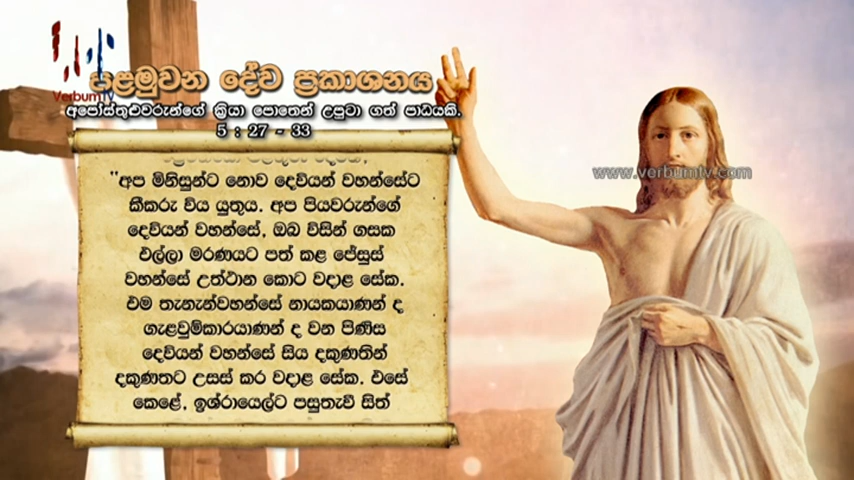 VerbumTV
පළමුවන දේව ප්‍රකාශනය
අපෝස්තුළුවරුන්ගේ ක්‍රියා පොතෙන් උපුටා ගත් පාඨයකි.
5 : 27 - 33
"අප මිනිසුන්ට නොව දෙවියන් වහන්සේට
කීකරු විය යුතුය. අප පියවරුන්ගේ
දෙවියන් වහන්සේ, ඔබ විසින් ගසක
එල්ලා මරණයට පත් කළ ජේසුස්
වහන්සේ උත්ථාන කොට වදාළ සේක.
එම තැනැන්වහන්සේ නායකයාණන් ද
ගැළවුම්කාරයාණන් ද වන පිණිස
දෙවියන් වහන්සේ සිය දකුණතින්
දකුණතට උසස් කර වදාළ සේක. එසේ
කෙළේ, ඉශ්රායෙල්ට පසුතැවී සිත්
www.verbumtv.com